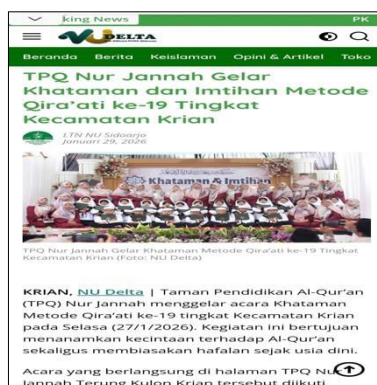 king News
PK
NU DELTA
Beranda Berita Keislaman Opini & Artikel Toko
TPQ Nur Jannah Gelar
Khataman dan Imtihan Metode
Qira'ati ke-19 Tingkat
Kecamatan Krian
LTN NU Sidoarjo
Januari 29, 2026
Khataman & Imtihan
TPQ Nur Jannah Gelar Khataman Metode Qira'ati ke-19 Tingkat
Kecamatan Krian (Foto: NU Delta)
KRIAN, NU Delta | Taman Pendidikan Al-Qur'an
(TPQ) Nur Jannah menggelar acara Khataman
Metode Qira'ati ke-19 tingkat Kecamatan Krian
pada Selasa (27/1/2026). Kegiatan ini bertujuan
menanamkan kecintaan terhadap Al-Qur'an
sekaligus membiasakan hafalan sejak usia dini.
Acara yang berlangsung di halaman TPQ Nu
Jannah Terung Kulon Krian tersebut diikuti